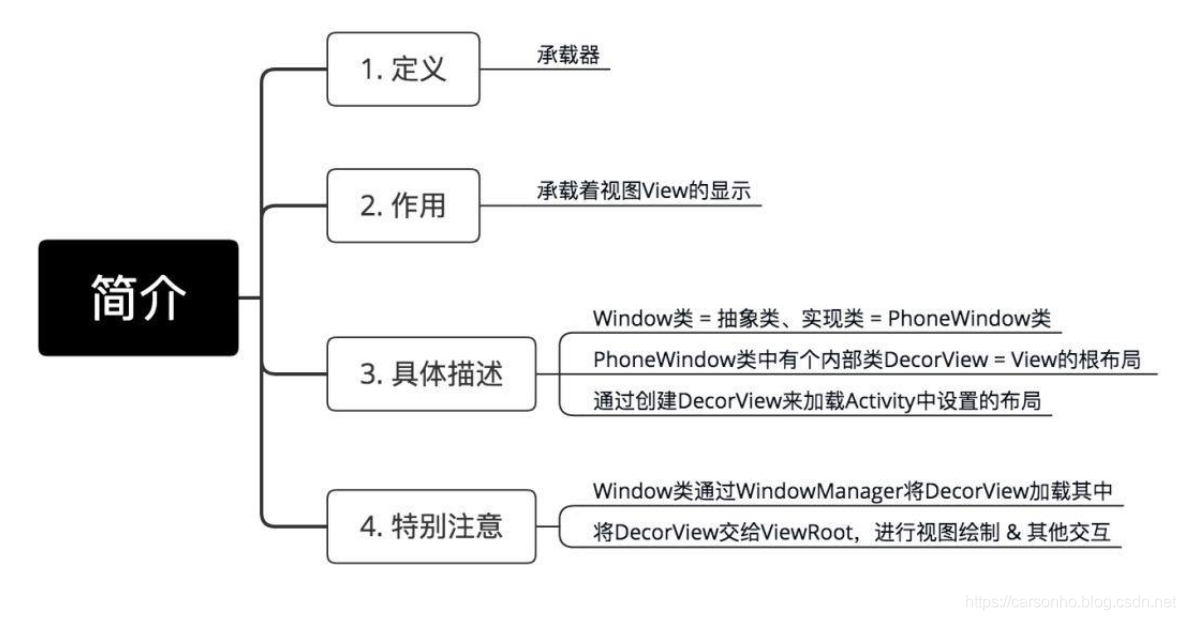 简介
1. 定义
承载器
2. 作用
承载着视图View的显示
3. 具体描述
Window类 = 抽象类、实现类 = PhoneWindow类
PhoneWindow类中有个内部类DecorView = View的根布局
通过创建DecorView来加载Activity中设置的布局
4. 特别注意
Window类通过WindowManager将DecorView加载其中
将DecorView交给ViewRoot，进行视图绘制 & 其他交互
https://carsonho.blog.csdn.net